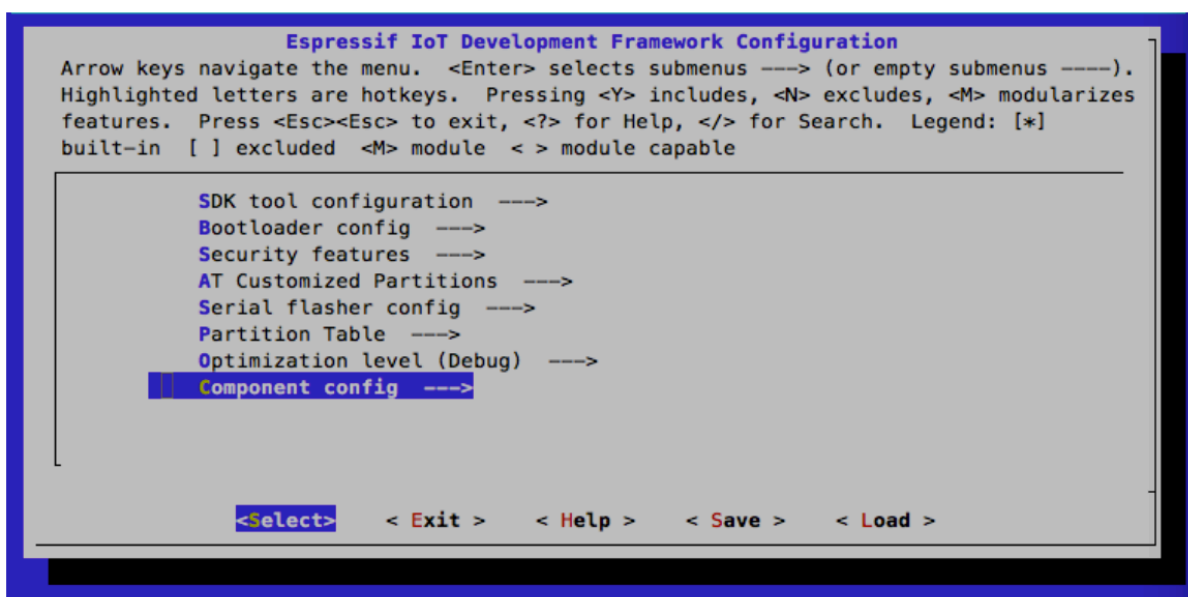 Espressif IoT Development Framework Configuration
Arrow keys navigate the menu.  <Enter> selects submenus ---> (or empty submenus ----).
Highlighted letters are hotkeys.  Pressing <Y> includes, <N> excludes, <M> modularizes
features.  Press <Esc><Esc> to exit, <?> for Help, </> for Search.  Legend: [*]
built-in  [ ] excluded  <M> module  < > module capable
SDK tool configuration  --->
Bootloader config  --->
Security features  --->
AT Customized Partitions  --->
Serial flasher config  --->
Partition Table  --->
Optimization level (Debug)  --->
Component config  --->
<Select>    < Exit >    < Help >    < Save >    < Load >